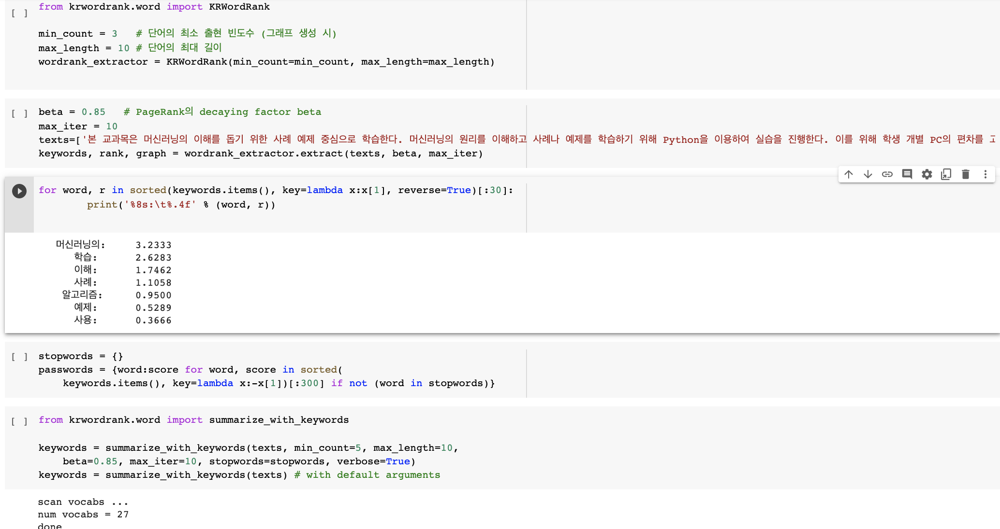 from krwordrank.word import KRWordRank
[ ]
min_count = 3   # 단어의 최소 출현 빈도수 (그래프 생성 시)
max_length = 10 # 단어의 최대 길이
wordrank_extractor = KRWordRank(min_count=min_count, max_length=max_length)
[ ] beta = 0.85   # PageRank의 decaying factor beta
max_iter = 10
texts=['본 교과목은 머신러닝의 이해를 돕기 위한 사례 예제 중심으로 학습한다. 머신러닝의 원리를 이해하고 사례나 예제를 학습하기 위해 Python을 이용하여 실습을 진행한다. 이를 위해 학생 개별 PC의 편차를 고
keywords, rank, graph = wordrank_extractor.extract(texts, beta, max_iter)
for word, r in sorted(keywords.items(), key=lambda x:x[1], reverse=True)[:30]:
        print('%8s:\t%.4f' % (word, r))
머신러닝의: 3.2333
학습: 2.6283
이해: 1.7462
사례: 1.1058
알고리즘: 0.9500
예제: 0.5289
사용: 0.3666
[ ] stopwords = {}
passwords = {word:score for word, score in sorted(
    keywords.items(), key=lambda x:-x[1])[:300] if not (word in stopwords)}
[ ] from krwordrank.word import summarize_with_keywords
keywords = summarize_with_keywords(texts, min_count=5, max_length=10,
    beta=0.85, max_iter=10, stopwords=stopwords, verbose=True)
keywords = summarize_with_keywords(texts) # with default arguments
scan vocabs ...
num vocabs = 27
done